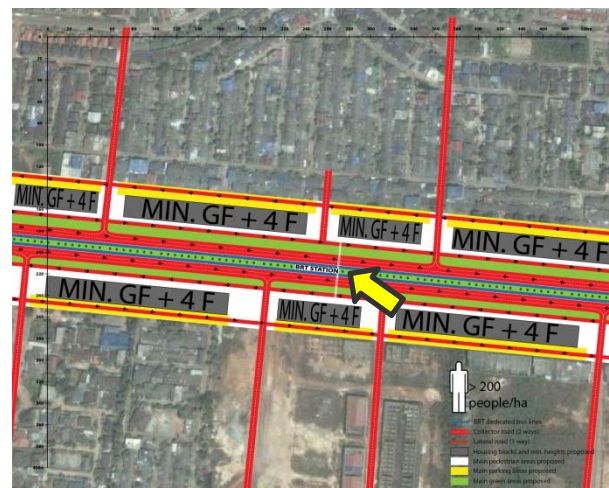 MIN. GF + 4 F
MIN. GF + 4 F
MIN. GF + 4 F
MIN. GF + 4 F
BRT STATION
MIN. GF + 4 F
MIN. GF + 4 F
MIN. GF + 4 F
> 200
people/ha
BRT dedicated bus lines
Collector road (2 ways)
Lateral road (1 way)
Housing blocks and min. heights proposed
Main pedestrian areas proposed
Main parking areas proposed
Main green areas proposed